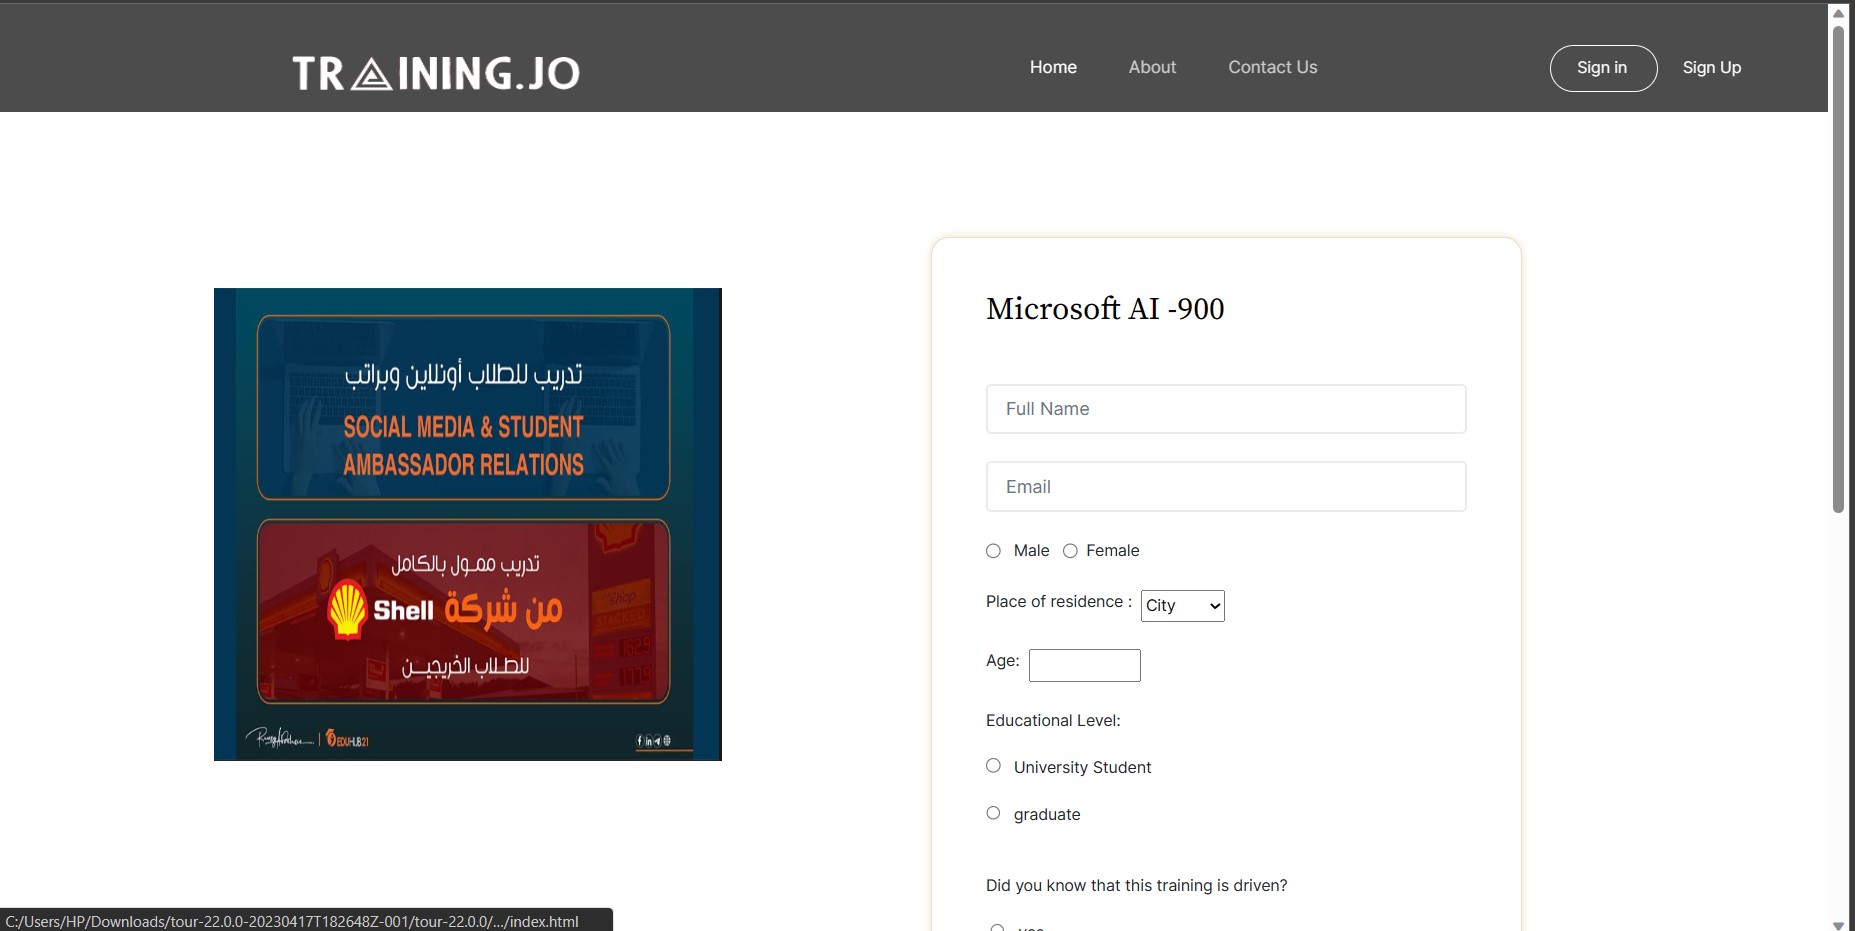 TRAINING.JO
Home
About
Contact Us
Sign in
Sign Up
تدريب للطلاب أونلاين وبراتب
SOCIAL MEDIA & STUDENT
AMBASSADOR RELATIONS
تدريب ممول بالكامل
Shell من شركة
للطلاب الخريجين
EDUHUB21
Microsoft AI -900
Full Name
Email
Male
Female
Place of residence :
City
Age:
Educational Level:
University Student
graduate
Did you know that this training is driven?
C:/Users/HP/Downloads/tour-22.0.0-20230417T182648Z-001/tour-22.0.0/.../index.html